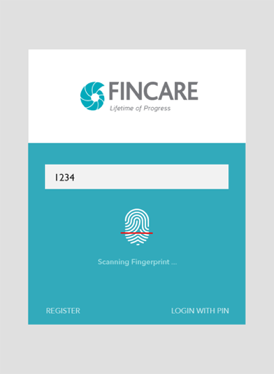 FINCARE
Lifetime of Progress
1234
Scanning Fingerprint ...
REGISTER
LOGIN WITH PIN